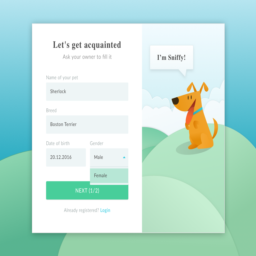 Let's get acquainted
Ask your owner to fill it
I'm Sniffy!
Name of your pet
Sherlock
Breed
Boston Terrier
Date of birth
Gender
20.12.2016
Male
Female
NEXT (1/2)
Already registered? Login